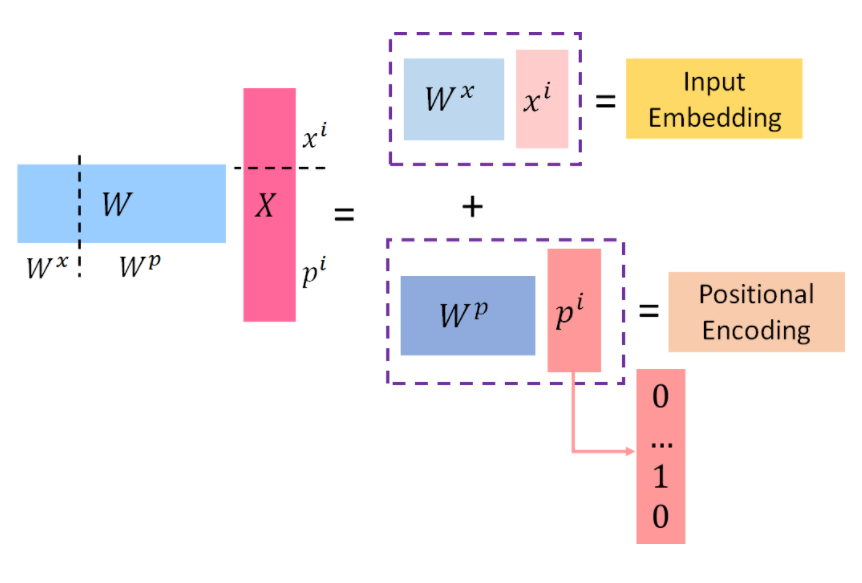 W
W^x
W^p
X
x^i
p^i
=
W^x
x^i
=
Input
Embedding
+
W^p
p^i
=
Positional
Encoding
0
...
1
0